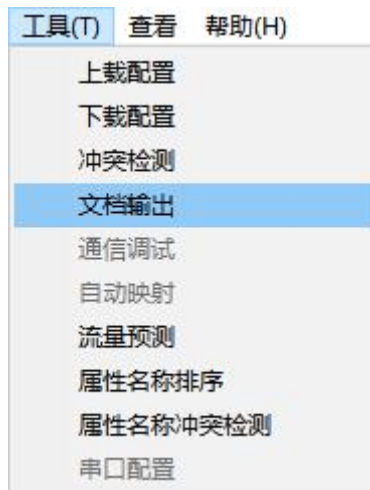 工具(T) 查看 帮助(H)
上载配置
下载配置
冲突检测
文档输出
通信调试
自动映射
流量预测
属性名称排序
属性名称冲突检测
串口配置